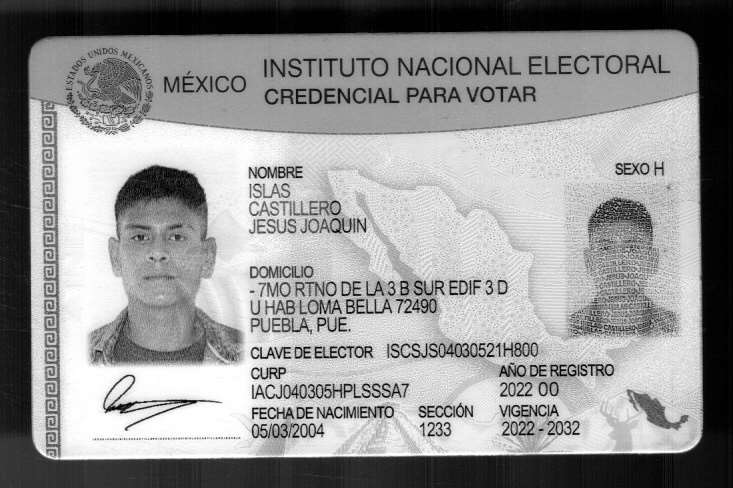 ESTADOS UNIDOS MEXICANOS
MÉXICO INSTITUTO NACIONAL ELECTORAL
CREDENCIAL PARA VOTAR
NOMBRE
ISLAS
CASTILLERO
JESUS JOAQUIN
SEXO H
DOMICILIO
- 7MO RTNO DE LA 3 B SUR EDIF 3 D
U HAB LOMA BELLA 72490
PUEBLA, PUE.
CLAVE DE ELECTOR ISCSJS04030521H800
CURP
IACJ040305HPLSSSA7
AÑO DE REGISTRO
2022 00
FECHA DE NACIMIENTO
05/03/2004
SECCIÓN
1233
VIGENCIA
2022 - 2032